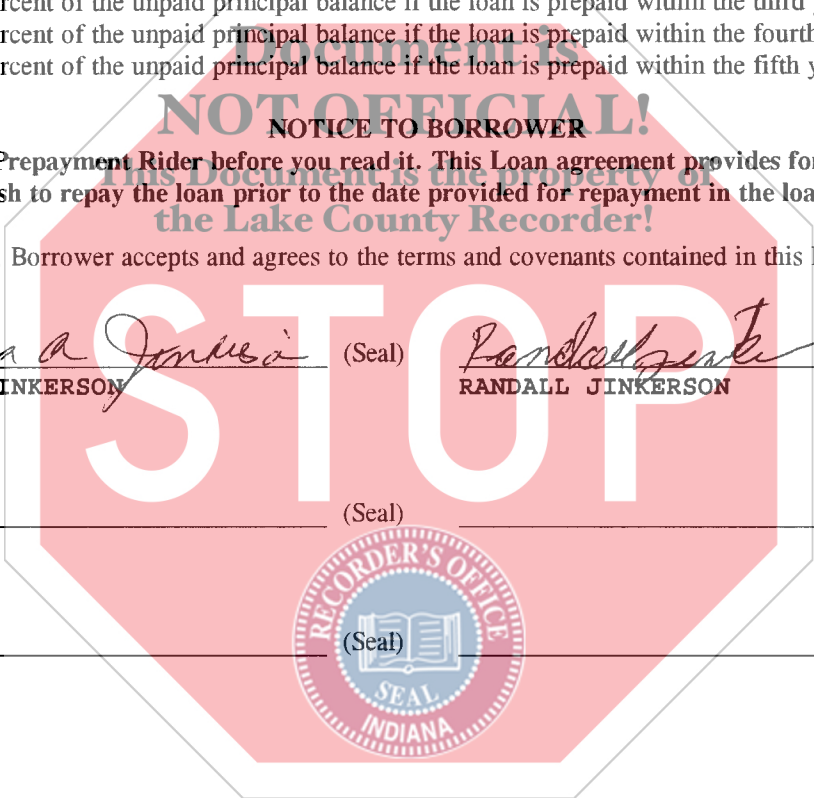 rcent of the unpaid principal balance if the loan is prepaid within the third
rcent of the unpaid principal balance if the loan is prepaid within the fourth
rcent of the unpaid principal balance if the loan is prepaid within the fifth y
Document is
NOT OFFICIAL!
NOTICE TO BORROWER
Prepayment Rider before you read it. This Loan agreement provides for
This Document is the property of
sh to repay the loan prior to the date provided for repayment in the loa
the Lake County Recorder!
Borrower accepts and agrees to the terms and covenants contained in this
STOP
(Seal)
INKERSON
RANDALL JINKERSON
(Seal)
RECORDER'S OFFICE
(Seal)
SEAL
INDIANA